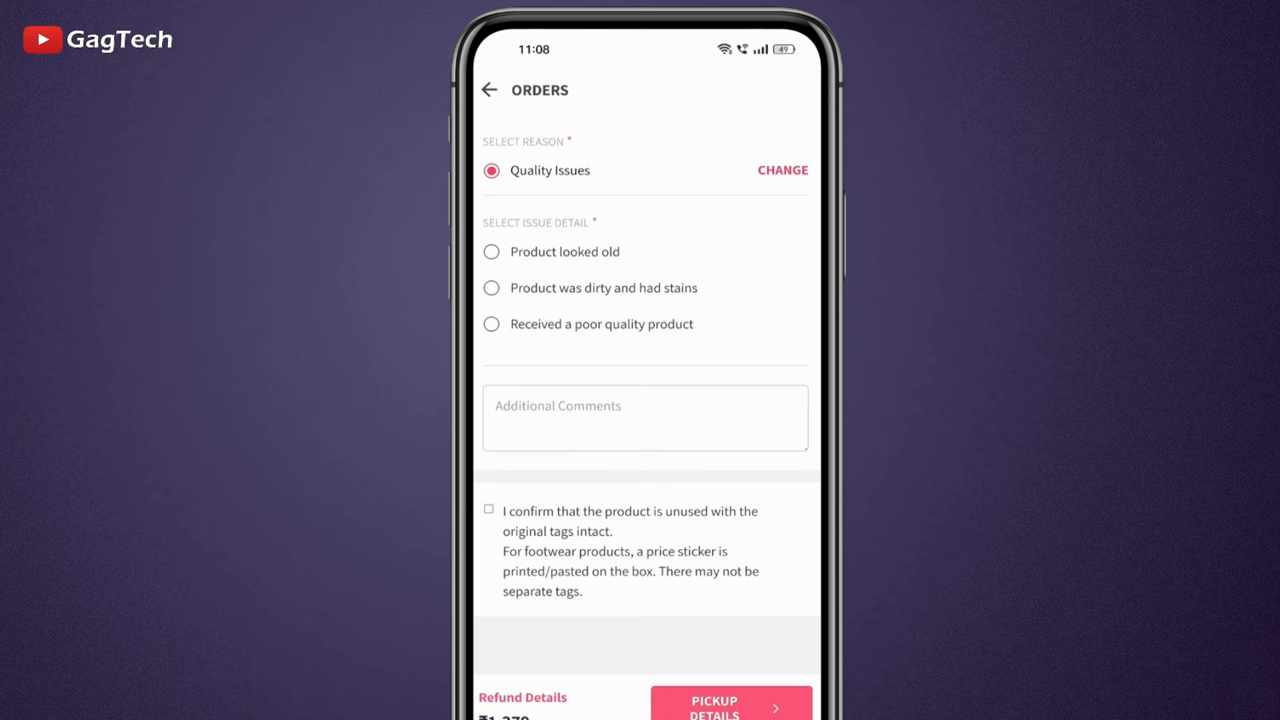 GagTech
11:08
49
ORDERS
SELECT REASON *
Quality Issues
CHANGE
SELECT ISSUE DETAIL *
Product looked old
Product was dirty and had stains
Received a poor quality product
Additional Comments
I confirm that the product is unused with the
original tags intact.
For footwear products, a price sticker is
printed/pasted on the box. There may not be
separate tags.
Refund Details
PICKUP
DETAILS